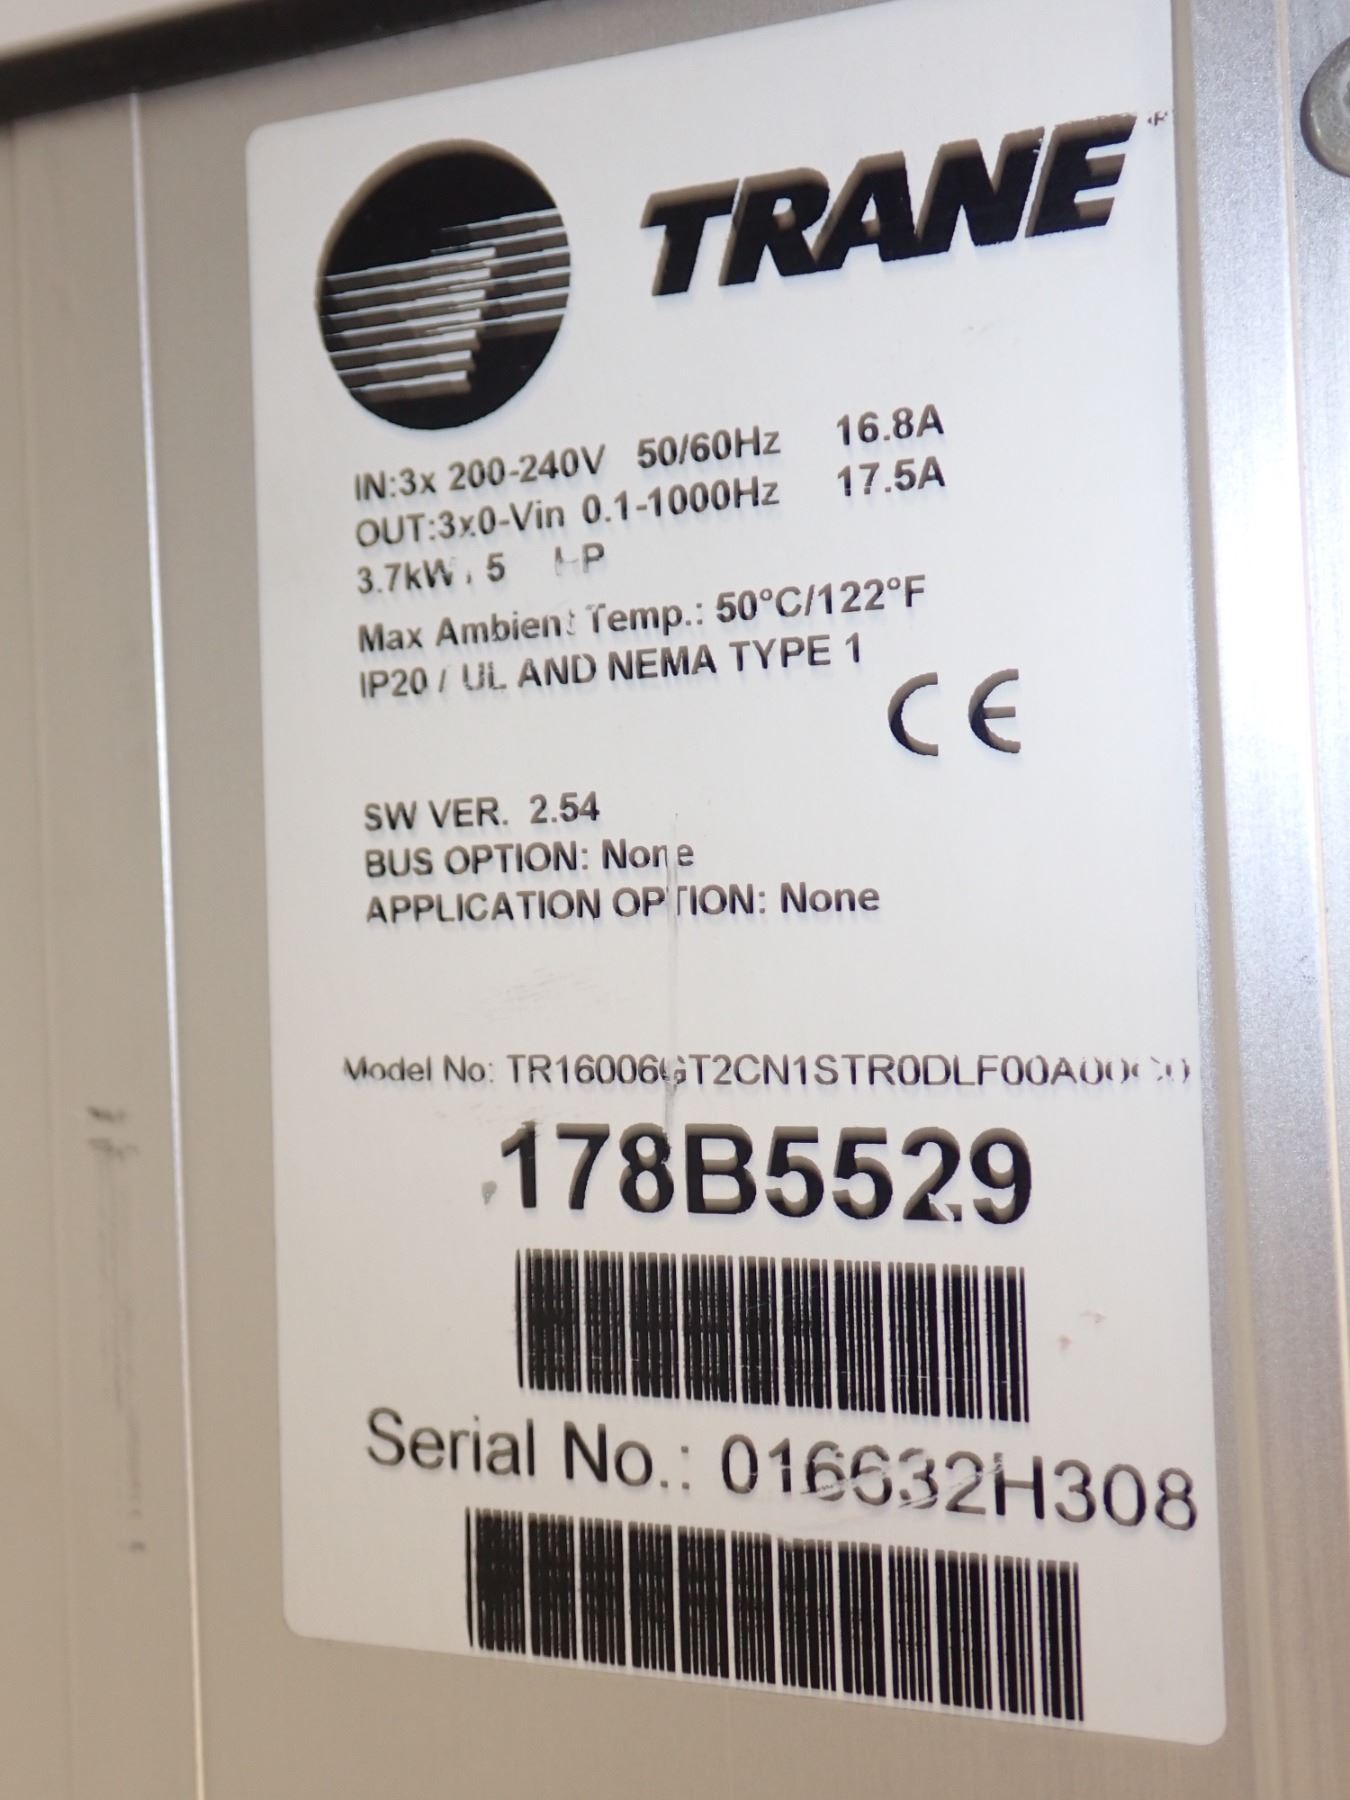 TRANE®
IN:3x 200-240V 50/60Hz 16.8A
OUT:3x0-Vin 0.1-1000Hz 17.5A
3.7kW, 5 HP
Max Ambient Temp.: 50°C/122°F
IP20 / UL AND NEMA TYPE 1
CE
SW VER. 2.54
BUS OPTION: None
APPLICATION OPTION: None
Model No:
178B5529
Serial No.: 016632H308